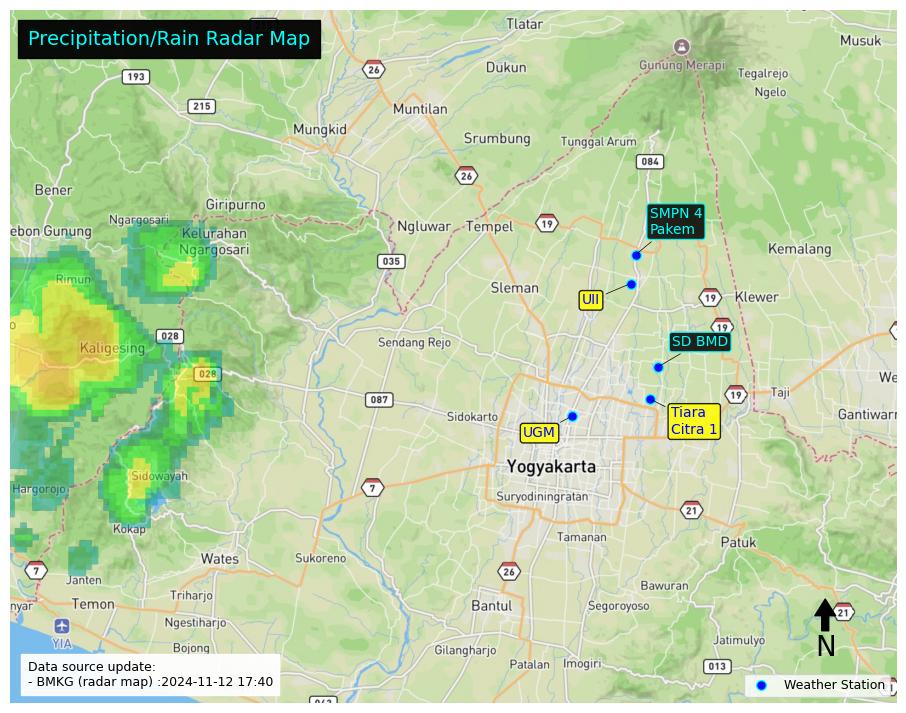 Precipitation/Rain Radar Map
Tlatar
Musuk
26
Dukun
Gunung Merapi
Tegalrejo
193
Ngelo
215
Muntilan
Mungkid
Srumbung
Tunggal Arum
084
26
Bener
Giripurno
Ngargosari
SMPN 4
Pakem
ebon Gunung
Kelurahan
Ngargosari
Ngluwar
Tempel
19
Kemalang
035
Rimun
UII
Sleman
19
Klewer
028
Kaligesing
Sendang Rejo
19
SD BMD
028
We
087
19
Taji
Sidokarto
Tiara
Citra 1
Gantiwarn
UGM
Yogyakarta
Sidowayah
Hargorojo
7
Suryodiningratan
21
Kokap
Tamanan
Patuk
Wates
Sukoreno
7
26
Janten
Bawuran
Triharjo
nyar
Temon
Bantul
Segoroyoso
21
Ngestiharjo
YIA
N
Bojong
Gilangharjo
Jatimulyo
Patalan
Imogiri
013
Data source update:
- BMKG (radar map) :2024-11-12 17:40
Weather Station